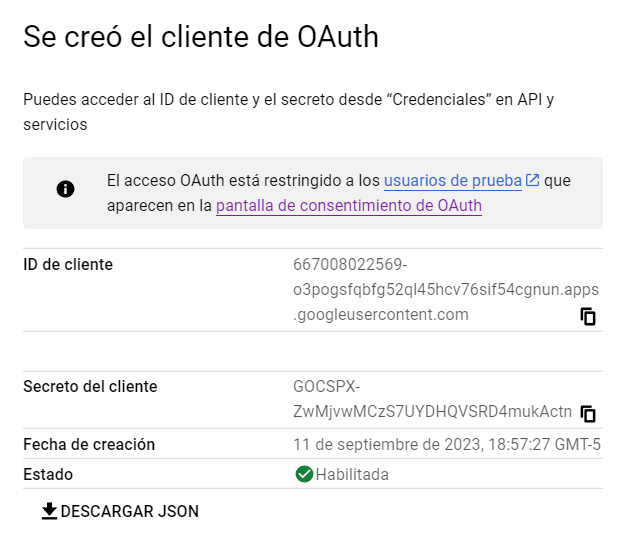 Se creó el cliente de OAuth
Puedes acceder al ID de cliente y el secreto desde “Credenciales” en API y
servicios
El acceso OAuth está restringido a los usuarios de prueba que
aparecen en la pantalla de consentimiento de OAuth
ID de cliente
667008022569-
o3pogsfqbfg52ql45hcv76sif54cgnun.apps
.googleusercontent.com
Secreto del cliente
GOCSPX-
ZwMjvwMCzS7UYDHQVSRD4mukActn
Fecha de creación
11 de septiembre de 2023, 18:57:27 GMT-5
Estado
Habilitada
DESCARGAR JSON